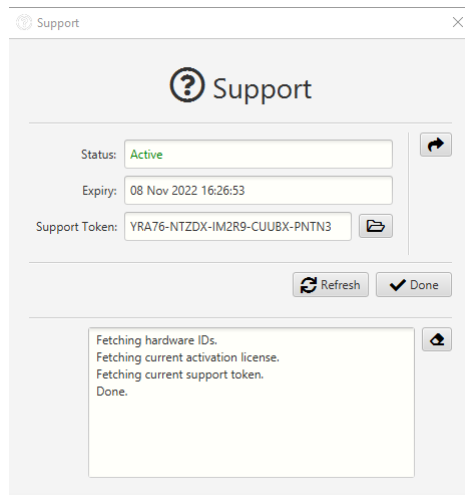 Support
Support
Status: Active
Expiry: 08 Nov 2022 16:26:53
Support Token: YRA76-NTZDX-IM2R9-CUUBX-PNTN3
Refresh Done
Fetching hardware IDs.
Fetching current activation license.
Fetching current support token.
Done.